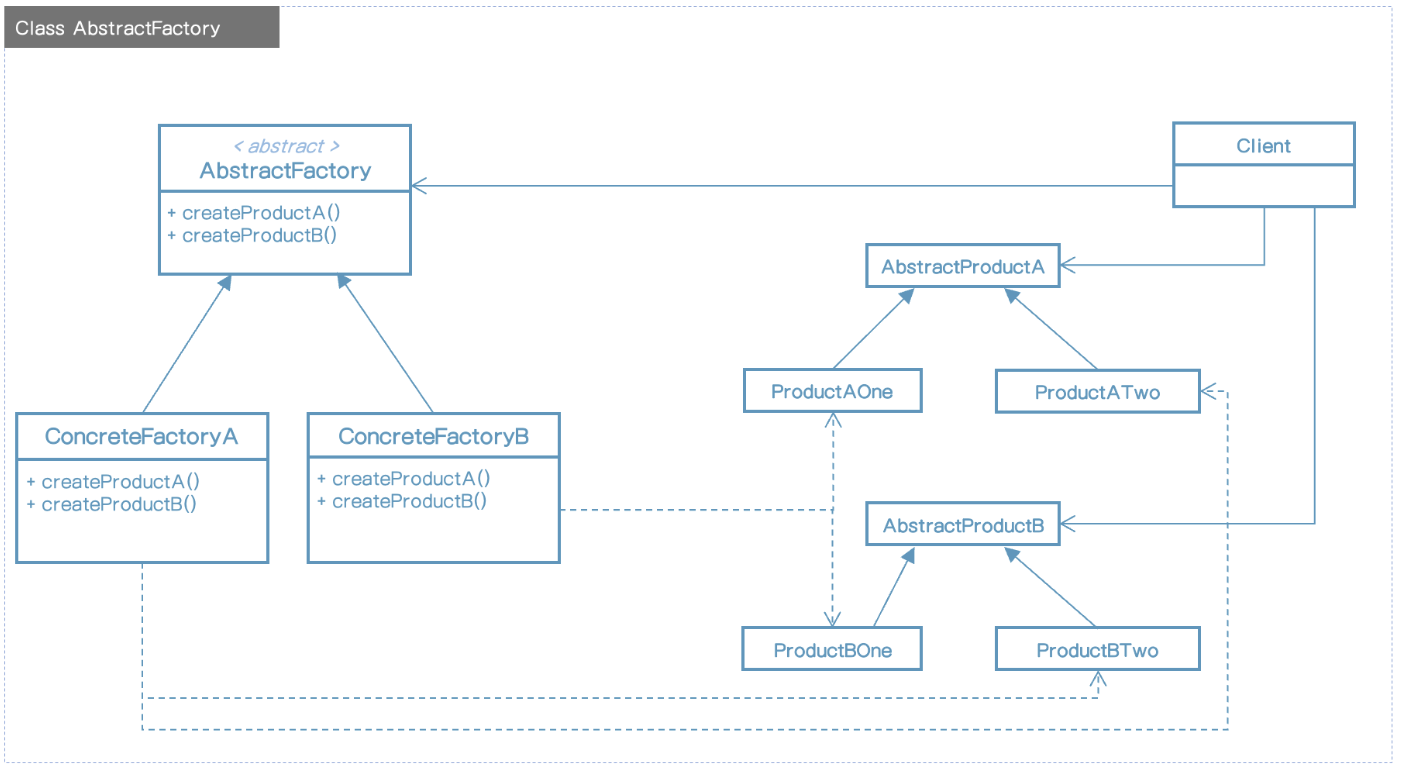 Class AbstractFactory
< abstract >
AbstractFactory
+ createProductA()
+ createProductB()
Client
AbstractProductA
ProductAOne
ProductATwo
ConcreteFactoryA
+ createProductA()
+ createProductB()
ConcreteFactoryB
+ createProductA()
+ createProductB()
AbstractProductB
ProductBOne
ProductBTwo